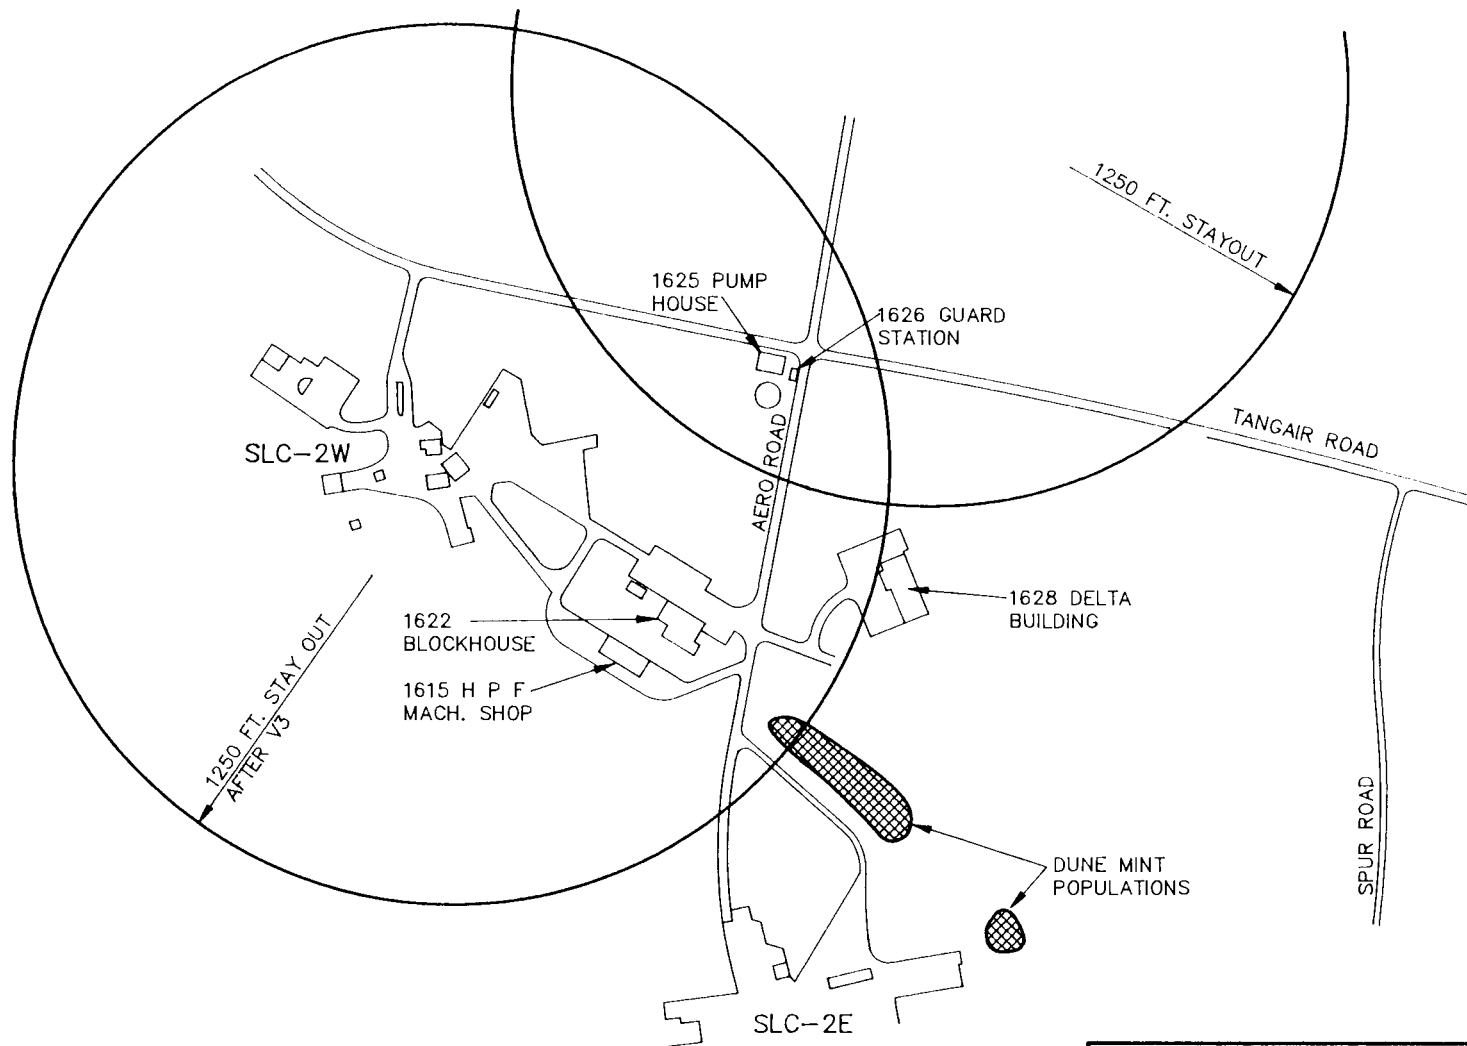 1250 FT. STAYOUT
1625 PUMP
HOUSE
1626 GUARD
STATION
TANGAIR ROAD
SLC-2W
AERO ROAD
1628 DELTA
BUILDING
1622
BLOCKHOUSE
1615 H P F
MACH. SHOP
1250 FT. STAY OUT
AFTER V3
SPUR ROAD
DUNE MINT
POPULATIONS
SLC-2E